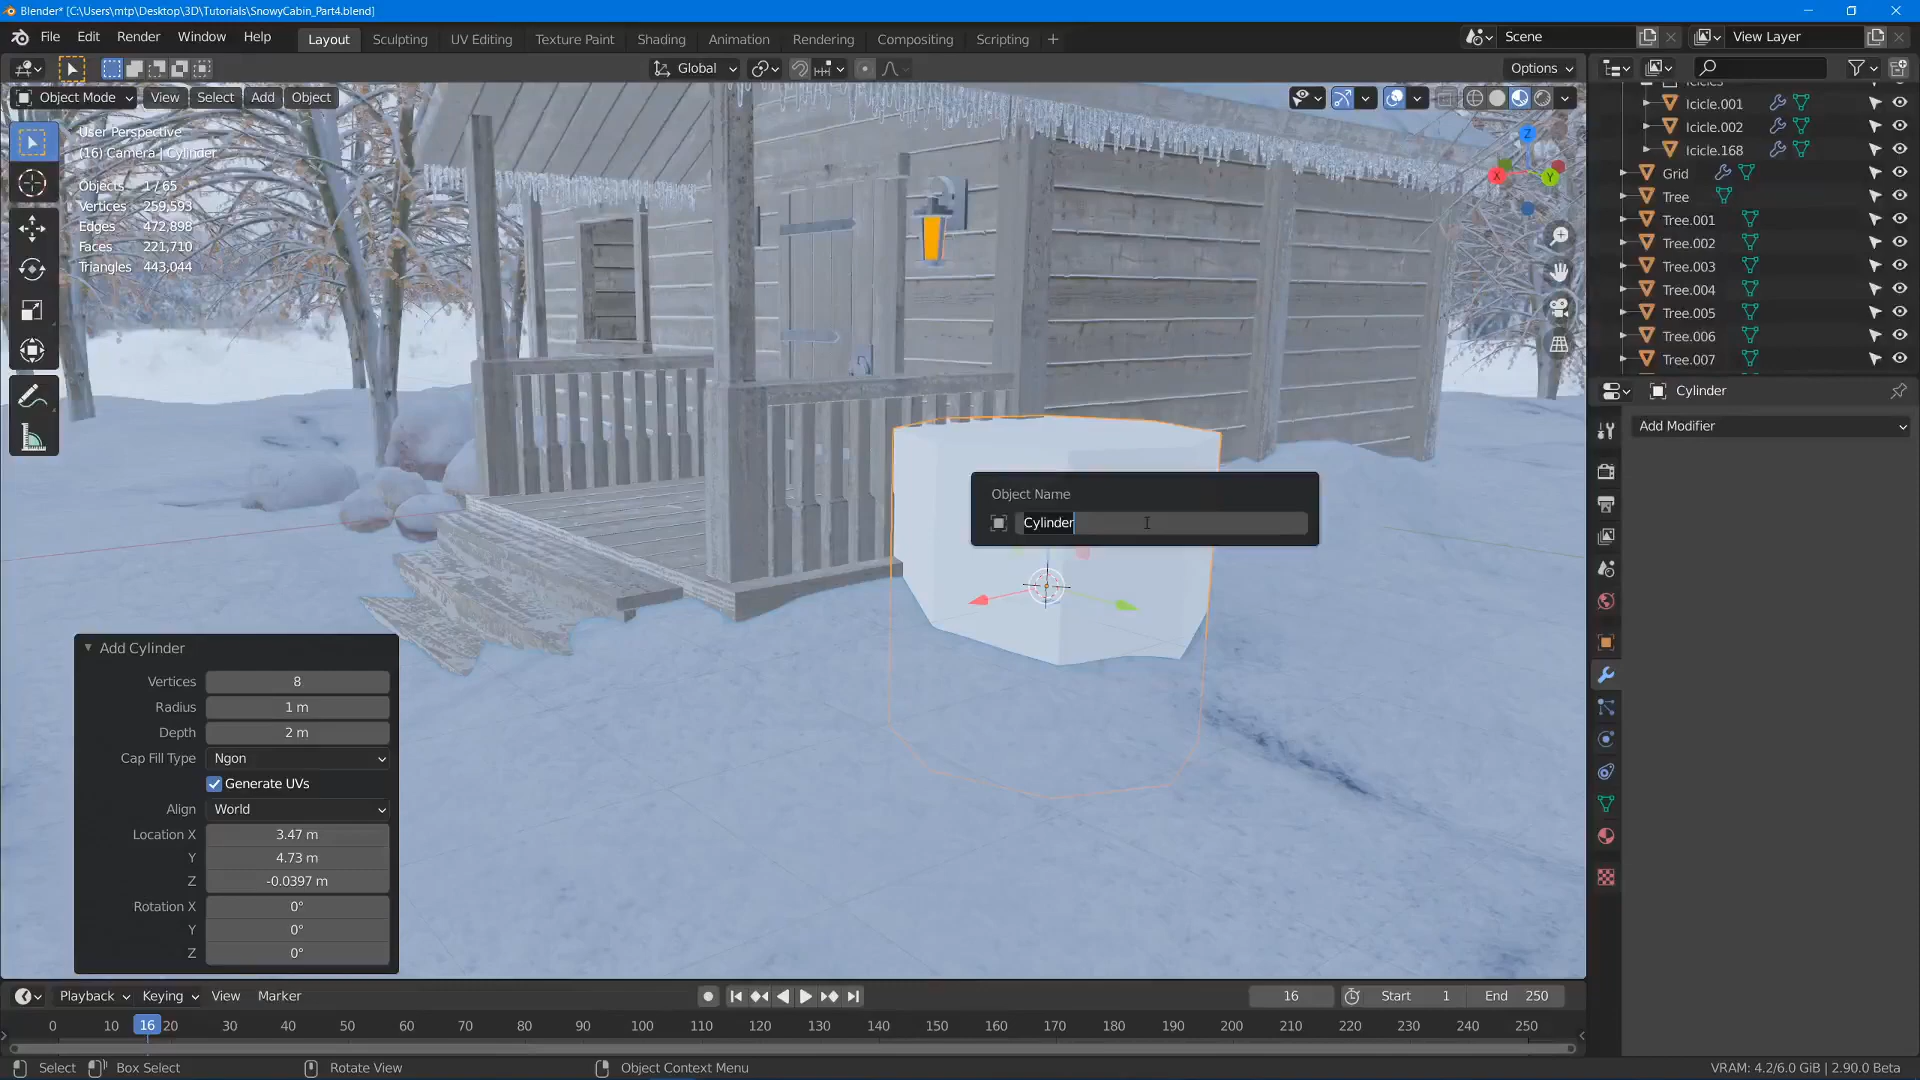 Blender* [C:\Users\mtp\Desktop\3D\Tutorials\SnowyCabin_Part4.blend]
File Edit Render Window Help Layout Sculpting UV Editing Texture Paint Shading Animation Rendering Compositing Scripting + Scene View Layer
Global Options
Object Mode View Select Add Object
User Perspective
(16) Camera | Cylinder
Objects 1 / 65
Vertices 259,593
Edges 472,898
Faces 221,710
Triangles 443,044
Z
X
Y
Icicle.001
Icicle.002
Icicle.168
Grid
Tree
Tree.001
Tree.002
Tree.003
Tree.004
Tree.005
Tree.006
Tree.007
Cylinder
Add Modifier
Object Name
Cylinder
Add Cylinder
Vertices 8
Radius 1 m
Depth 2 m
Cap Fill Type Ngon
Generate UVs
Align World
Location X 3.47 m
Y 4.73 m
Z -0.0397 m
Rotation X 0°
Y 0°
Z 0°
Playback Keying View Marker 16 Start 1 End 250
0 10 16 20 30 40 50 60 70 80 90 100 110 120 130 140 150 160 170 180 190 200 210 220 230 240 250
Select Box Select Rotate View Object Context Menu VRAM: 4.2/6.0 GiB | 2.90.0 Beta